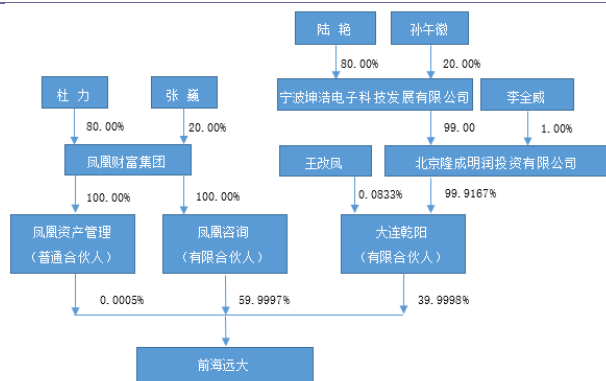 陆 艳
孙午徽
80.00%
20.00%
杜 力
张 巍
宁波坤浩电子科技发展有限公司
李全威
80.00%
20.00%
99.00
1.00%
凤凰财富集团
王改凤
北京隆成明润投资有限公司
100.00%
100.00%
0.0833%
99.9167%
凤凰资产管理
（普通合伙人）
凤凰咨询
（有限合伙人）
大连乾阳
（有限合伙人）
0.0005%
59.9997%
39.9998%
前海远大